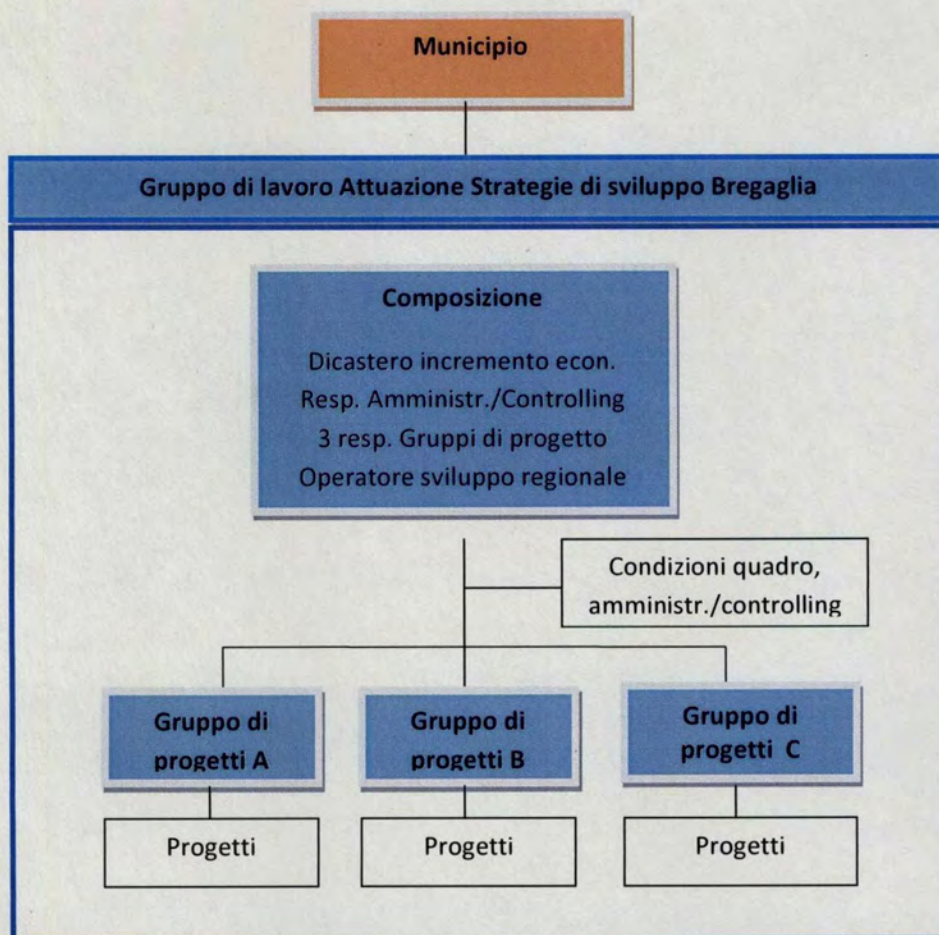 Municipio
Gruppo di lavoro Attuazione Strategie di sviluppo Bregaglia
Composizione
Dicastero incremento econ.
Resp. Amministr./Controlling
3 resp. Gruppi di progetto
Operatore sviluppo regionale
Condizioni quadro,
amministr./controlling
Gruppo di
progetti A
Gruppo di
progetti B
Gruppo di
progetti C
Progetti
Progetti
Progetti